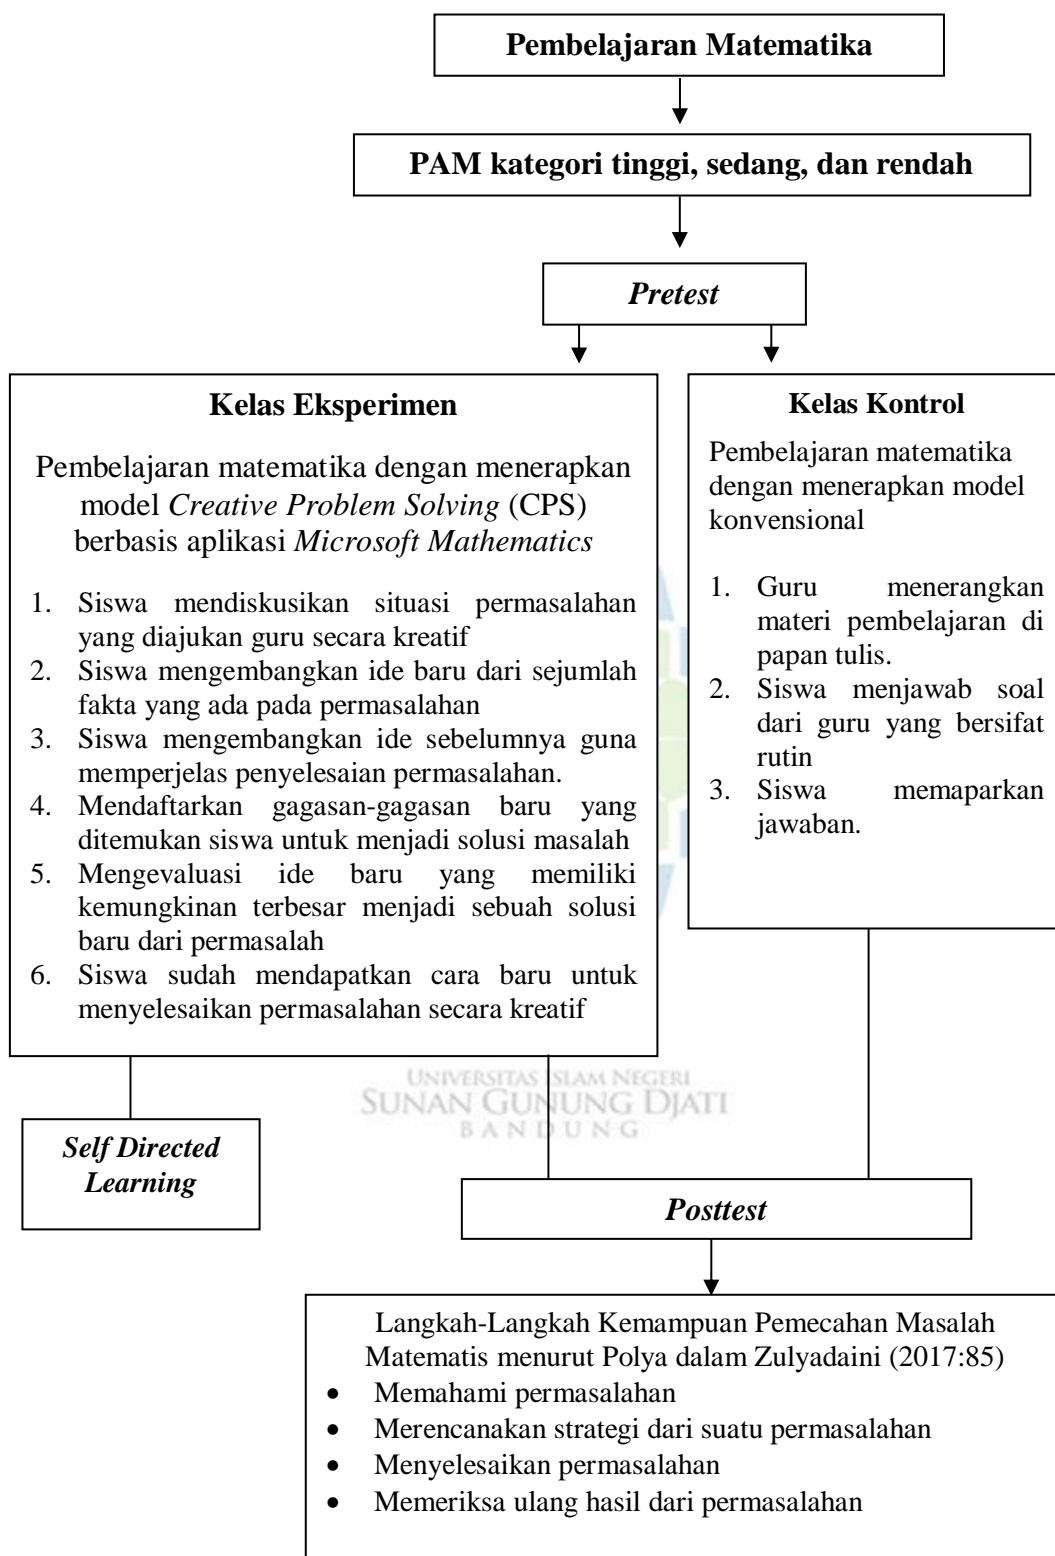 Pembelajaran Matematika
PAM kategori tinggi, sedang, dan rendah
Pretest
Kelas Eksperimen
Pembelajaran matematika dengan menerapkan
model Creative Problem Solving (CPS)
berbasis aplikasi Microsoft Mathematics
1. Siswa mendiskusikan situasi permasalahan
yang diajukan guru secara kreatif
2. Siswa mengembangkan ide baru dari sejumlah
fakta yang ada pada permasalahan
3. Siswa mengembangkan ide sebelumnya guna
memperjelas penyelesaian permasalahan.
4. Mendaftarkan gagasan-gagasan baru yang
ditemukan siswa untuk menjadi solusi masalah
5. Mengevaluasi ide baru yang memiliki
kemungkinan terbesar menjadi sebuah solusi
baru dari permasalah
6. Siswa sudah mendapatkan cara baru untuk
menyelesaikan permasalahan secara kreatif
Kelas Kontrol
Pembelajaran matematika
dengan menerapkan model
konvensional
1. Guru menerangkan
materi pembelajaran di
papan tulis.
2. Siswa menjawab soal
dari guru yang bersifat
rutin
3. Siswa memaparkan
jawaban.
UNIVERSITAS ISLAM NEGERI
SUNAN GUNUNG DJATI
BANDUNG
Self Directed
Learning
Posttest
Langkah-Langkah Kemampuan Pemecahan Masalah
Matematis menurut Polya dalam Zulyadaini (2017:85)
• Memahami permasalahan
• Merencanakan strategi dari suatu permasalahan
• Menyelesaikan permasalahan
• Memeriksa ulang hasil dari permasalahan